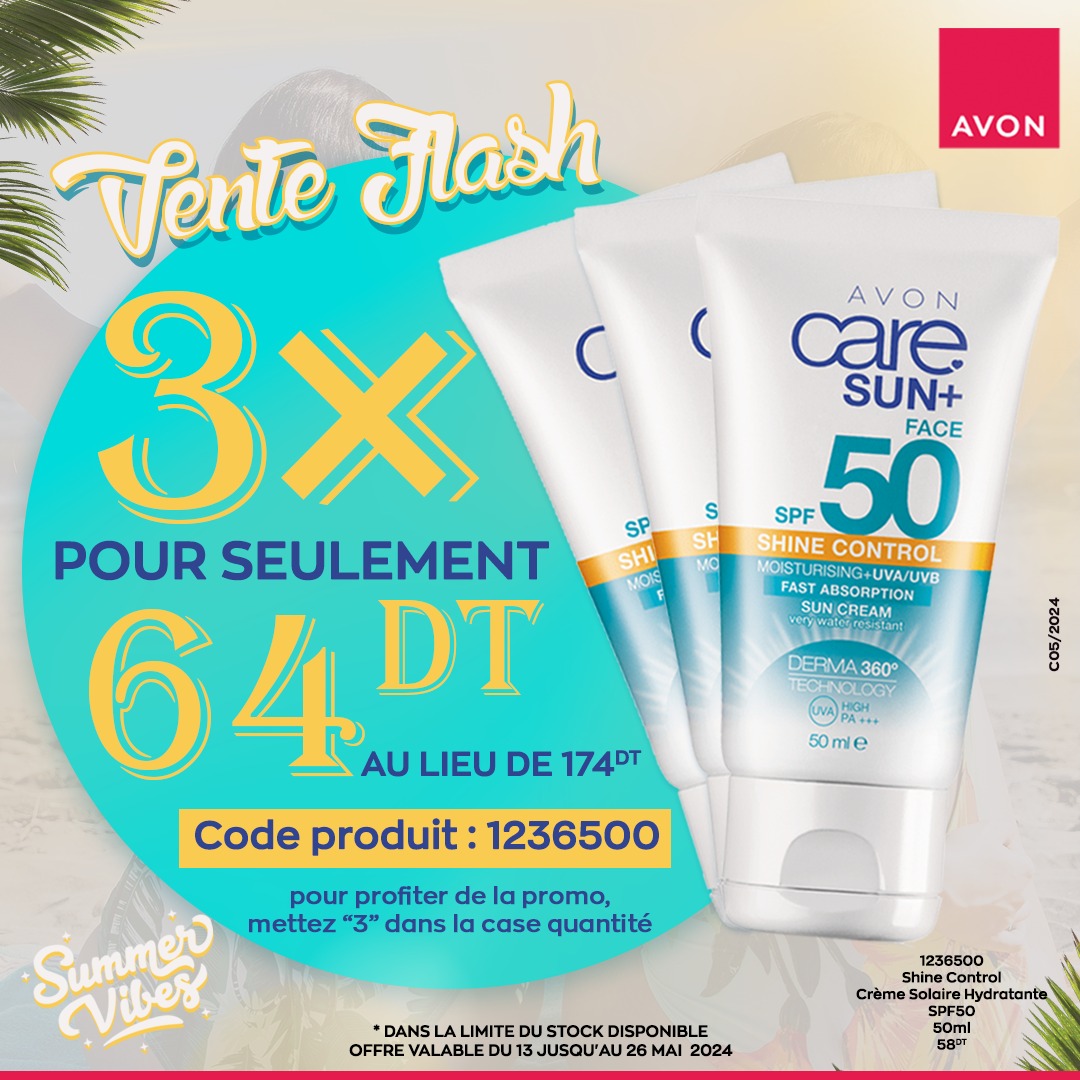 AVON
Vente Flash
3x
POUR SEULEMENT
64 DT
AU LIEU DE 174DT
Code produit : 1236500
pour profiter de la promo,
mettez “3” dans la case quantité
Summer
Vibes
AVON
care
SUN+
FACE
SPF 50
SHINE CONTROL
MOISTURISING+UVA/UVB
FAST ABSORPTION
SUN CREAM
very water resistant
DERMA 360°
TECHNOLOGY
UVA HIGH
PA +++
50 ml e
C05/2024
1236500
Shine Control
Crème Solaire Hydratante
SPF50
50ml
58DT
* DANS LA LIMITE DU STOCK DISPONIBLE
OFFRE VALABLE DU 13 JUSQU'AU 26 MAI 2024